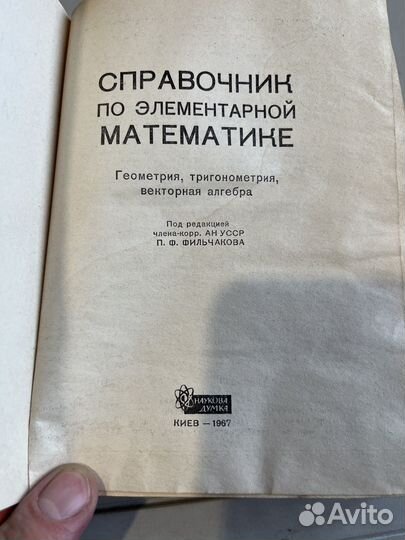 СПРАВОЧНИК
ПО ЭЛЕМЕНТАРНОЙ
МАТЕМАТИКЕ
Геометрия, тригонометрия,
векторная алгебра
Под редакцией
члена-корр. АН УССР
П. Ф. ФИЛЬЧАКОВА
НАУКОВА
ДУМКА
КИЕВ — 1967
Avito